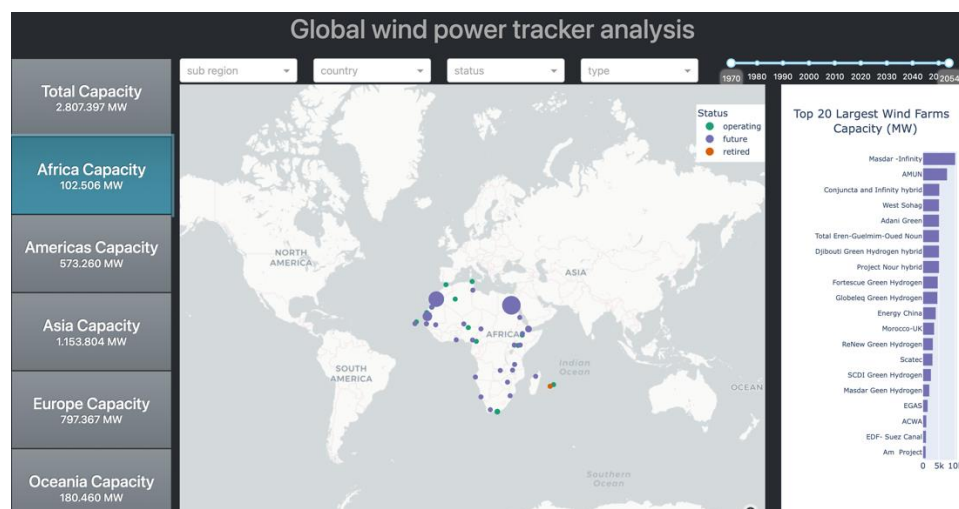 Global wind power tracker analysis
Total Capacity
2.807.397 MW
Africa Capacity
102.506 MW
Americas Capacity
573.260 MW
Asia Capacity
1.153.804 MW
Europe Capacity
797.367 MW
Oceania Capacity
180.460 MW
sub region
country
status
type
1970 1980 1990 2000 2010 2020 2030 2040 20 2054
Status
operating
future
retired
NORTH
AMERICA
ASIA
AFRICA
Indian
Ocean
SOUTH
AMERICA
OCEAN
Southern
Ocean
Top 20 Largest Wind Farms
Capacity (MW)
Masdar -Infinity
AMUN
Conjuncta and Infinity hybrid
West Sohag
Adani Green
Total Eren-Guelmim-Oued Noun
Djibouti Green Hydrogen hybrid
Project Nour hybrid
Fortescue Green Hydrogen
Globeleq Green Hydrogen
Energy China
Morocco-UK
ReNew Green Hydrogen
Scatec
SCDI Green Hydrogen
Masdar Geen Hydrogen
EGAS
ACWA
EDF- Suez Canal
Am Project
0 5k 10